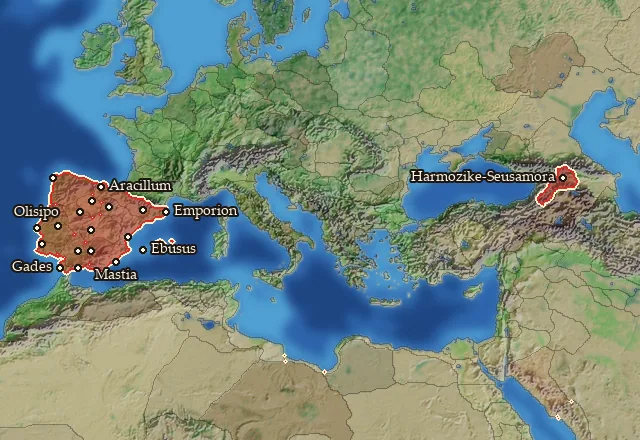 Harmozike-Seusamora
Aracillum
Olisipo
Emporion
Ebusus
Gades
Mastia